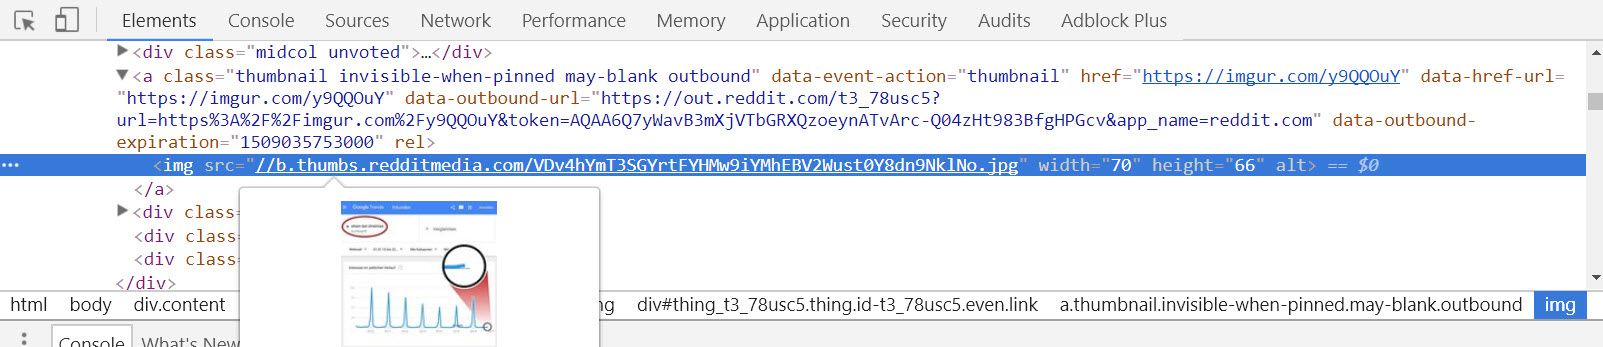 Elements Console Sources Network Performance Memory Application Security Audits Adblock Plus
<div class="midcol unvoted">…</div>
<a class="thumbnail invisible-when-pinned may-blank outbound" data-event-action="thumbnail" href="https://imgur.com/y9QQOuY" data-href-url=
"https://imgur.com/y9QQOuY" data-outbound-url="https://out.reddit.com/t3_78usc5?
url=https%3A%2F%2Fimgur.com%2Fy9QQOuY&token=AQAA6Q7yWavB3mXjVTbGRXQzoeynATvArc-Q04zHt983BfgHPGcv&app_name=reddit.com" data-outbound-
expiration="1509035753000" rel>
<img src="//b.thumbs.redditmedia.com/VDv4hYmT3SGYrtFYHMw9iYMhEBV2Wust0Y8dn9NklNo.jpg" width="70" height="66" alt> == $0
</a>
<div class=
<div class=
<div class=
</div>
Google Trends
html body div.content ng div#thing_t3_78usc5.thing.id-t3_78usc5.even.link a.thumbnail.invisible-when-pinned.may-blank.outbound img
Console What's New